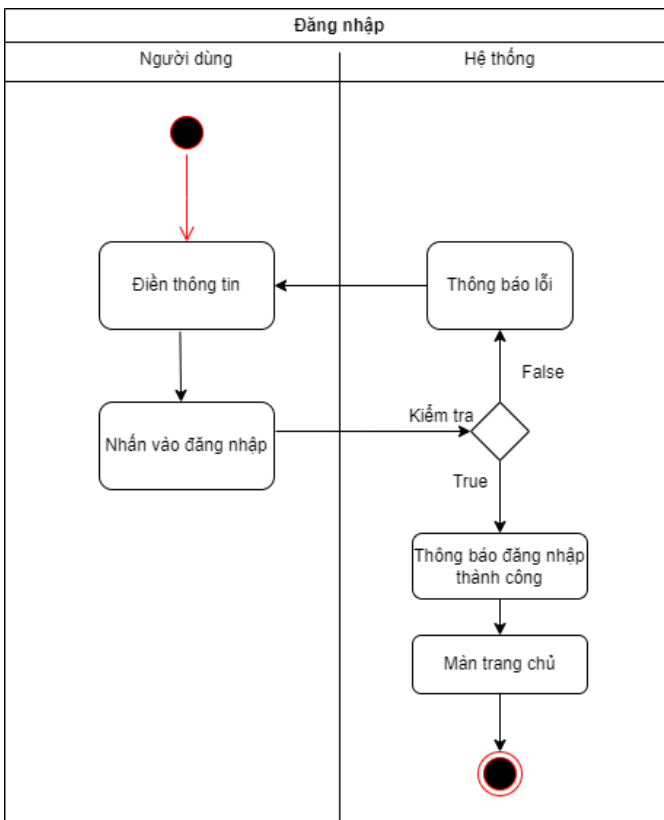 Đăng nhập
Người dùng
Hệ thống
Điền thông tin
Thông báo lỗi
False
Kiểm tra
Nhấn vào đăng nhập
True
Thông báo đăng nhập
thành công
Màn trang chủ